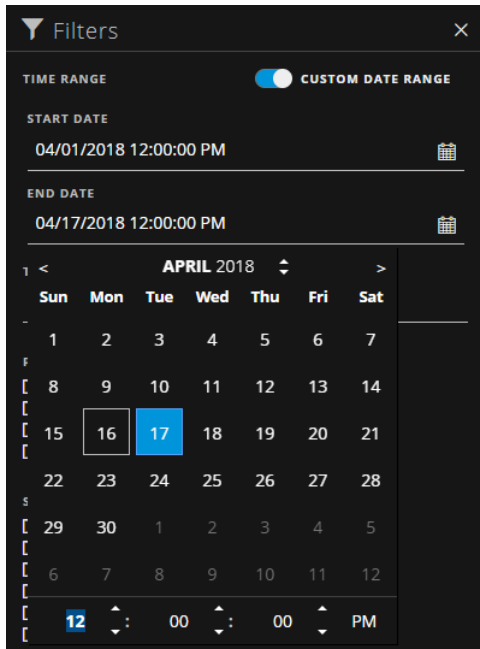 Filters ×
TIME RANGE CUSTOM DATE RANGE
START DATE
04/01/2018 12:00:00 PM
END DATE
04/17/2018 12:00:00 PM
< APRIL 2018 >
Sun Mon Tue Wed Thu Fri Sat
1 2 3 4 5 6 7
8 9 10 11 12 13 14
15 16 17 18 19 20 21
22 23 24 25 26 27 28
29 30 1 2 3 4 5
6 7 8 9 10 11 12
12 : 00 : 00 PM